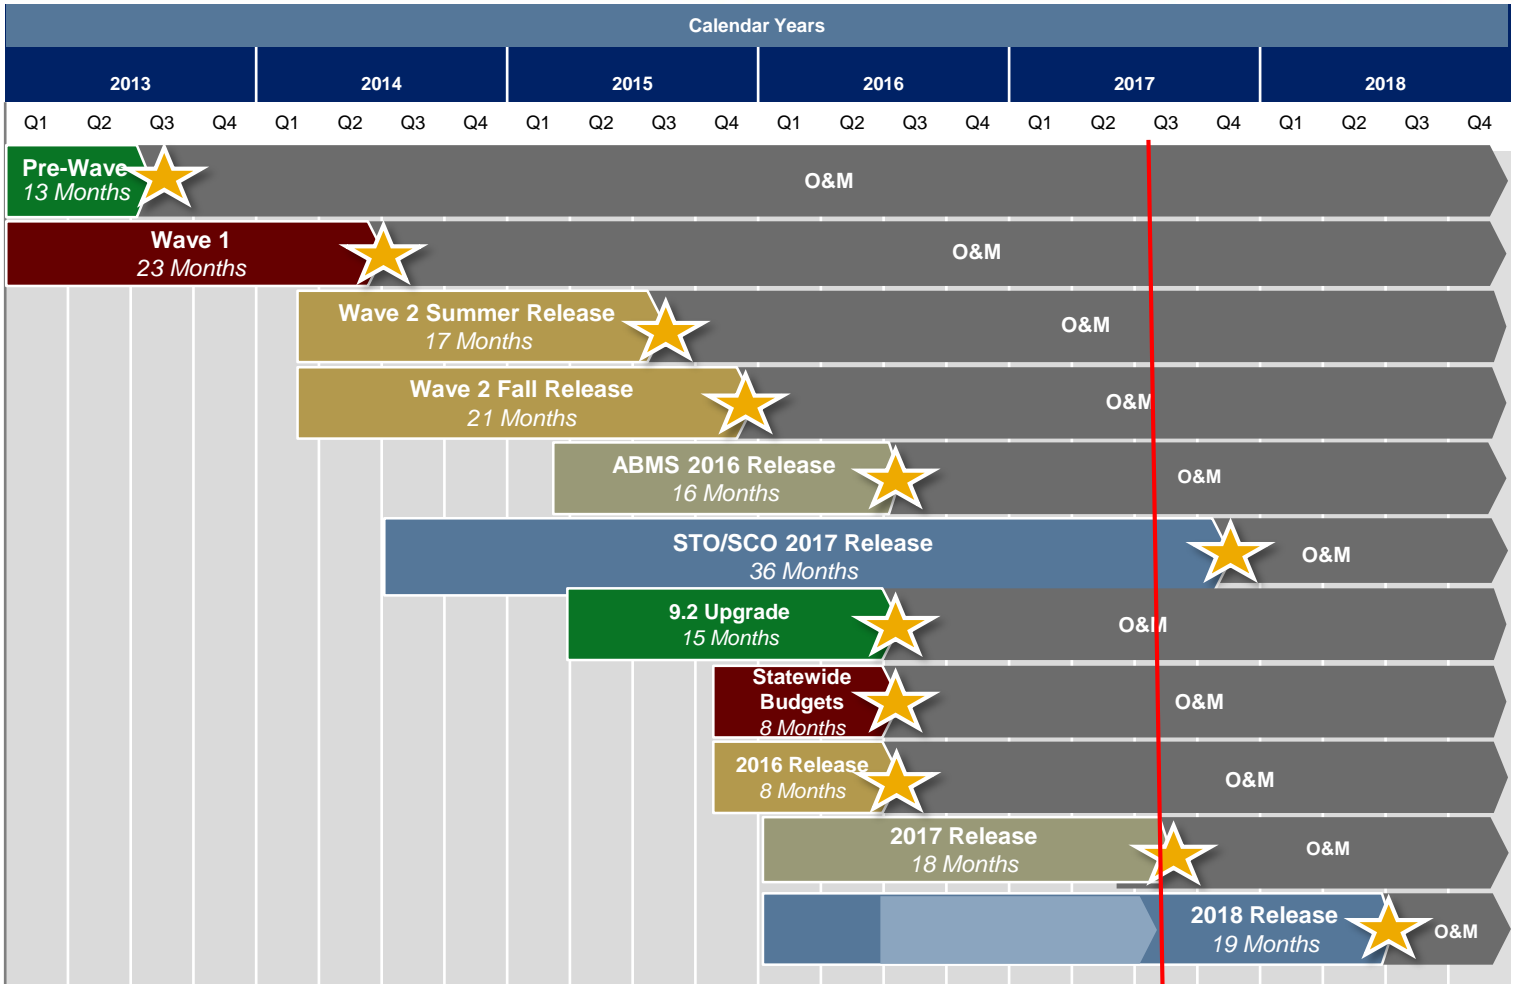 Calendar Years
2013 2014 2015 2016 2017 2018
Q1 Q2 Q3 Q4 Q1 Q2 Q3 Q4 Q1 Q2 Q3 Q4 Q1 Q2 Q3 Q4 Q1 Q2 Q3 Q4 Q1 Q2 Q3 Q4
Pre-Wave
13 Months
O&M
Wave 1
23 Months
O&M
Wave 2 Summer Release
17 Months
O&M
Wave 2 Fall Release
21 Months
O&M
ABMS 2016 Release
16 Months
O&M
STO/SCO 2017 Release
36 Months
O&M
9.2 Upgrade
15 Months
O&M
Statewide
Budgets
8 Months
O&M
2016 Release
8 Months
O&M
2017 Release
18 Months
O&M
2018 Release
19 Months
O&M